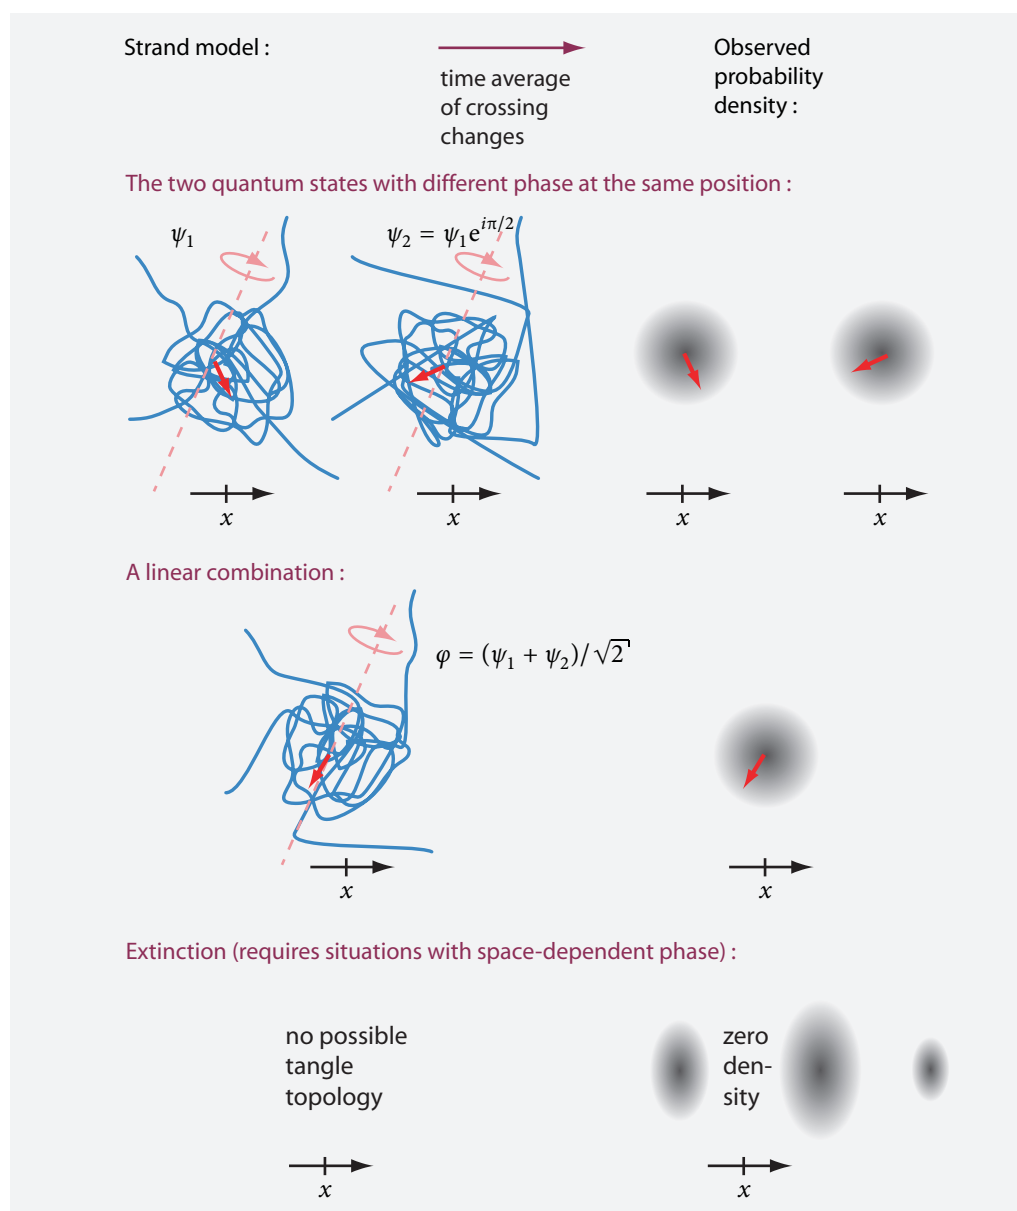 Strand model :
time average
of crossing
changes
Observed
probability
density :
The two quantum states with different phase at the same position :
ψ₁
ψ₂ = ψ₁e^{iπ/2}
x
x
x
x
A linear combination :
φ = (ψ₁ + ψ₂)/√2
x
x
Extinction (requires situations with space-dependent phase) :
no possible
tangle
topology
zero
den-
sity
x
x